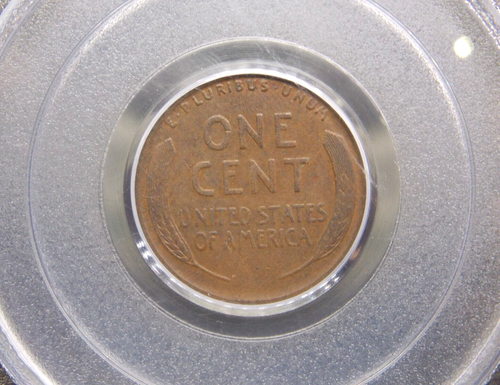 E·PLURIBUS·UNUM
ONE
CENT
UNITED STATES
OF AMERICA